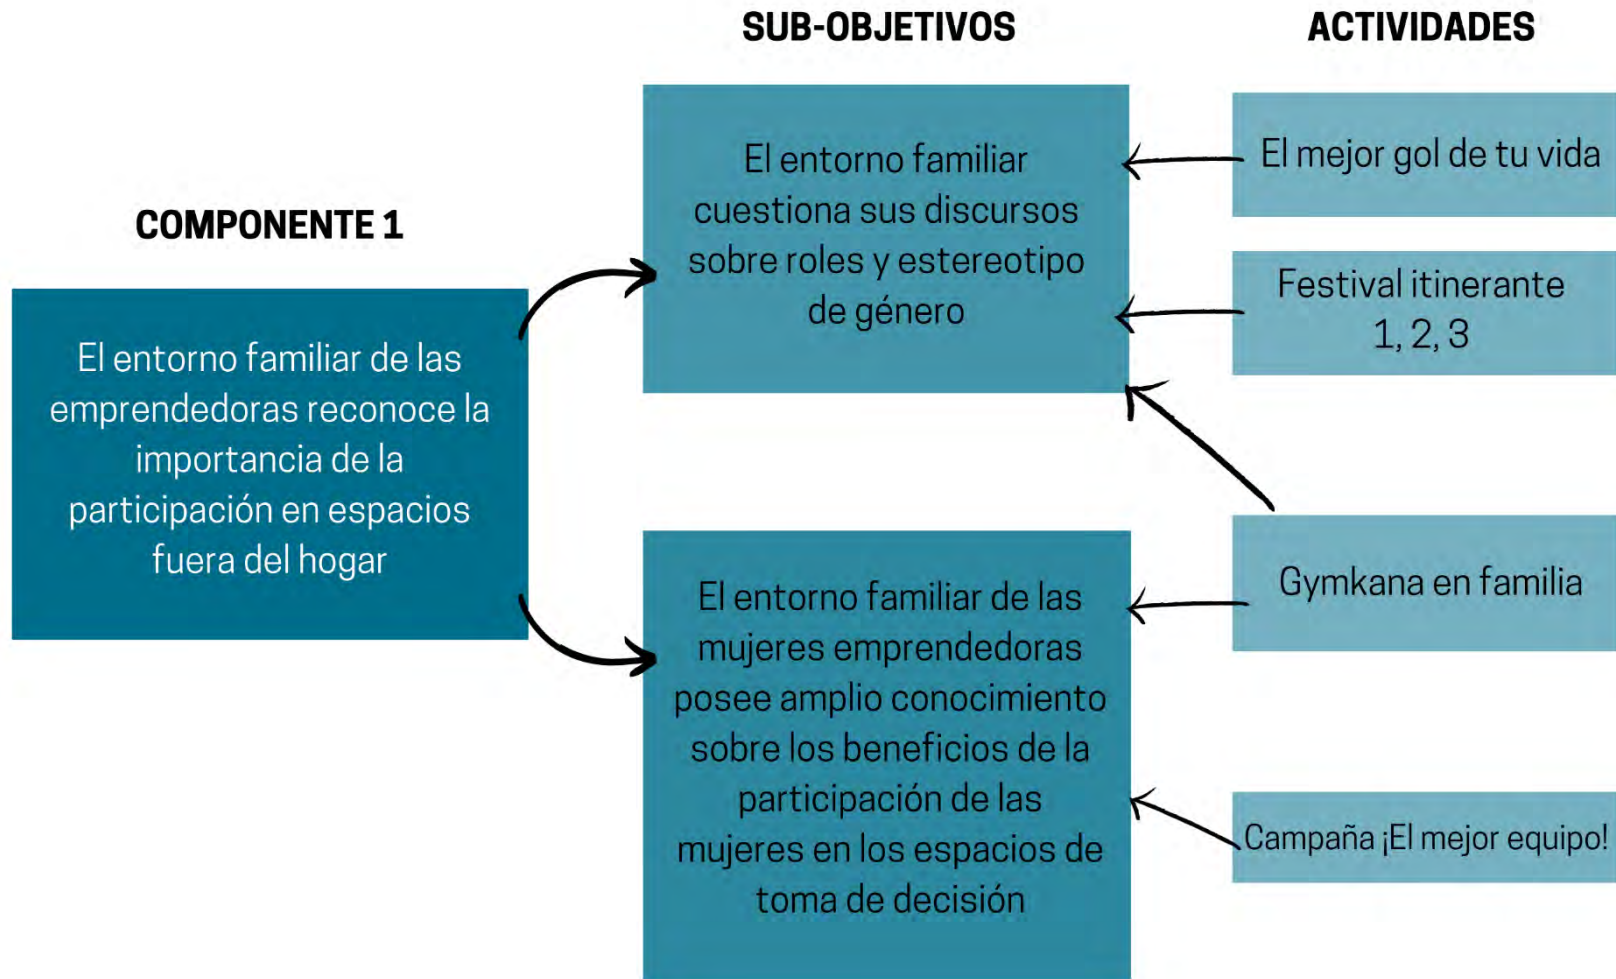 SUB-OBJETIVOS
ACTIVIDADES
COMPONENTE 1
El entorno familiar de las
emprendedoras reconoce la
importancia de la
participación en espacios
fuera del hogar
El entorno familiar
cuestiona sus discursos
sobre roles y estereotipo
de género
El entorno familiar de las
mujeres emprendedoras
posee amplio conocimiento
sobre los beneficios de la
participación de las
mujeres en los espacios de
toma de decisión
El mejor gol de tu vida
Festival itinerante
1, 2, 3
Gymkana en familia
Campaña ¡El mejor equipo!